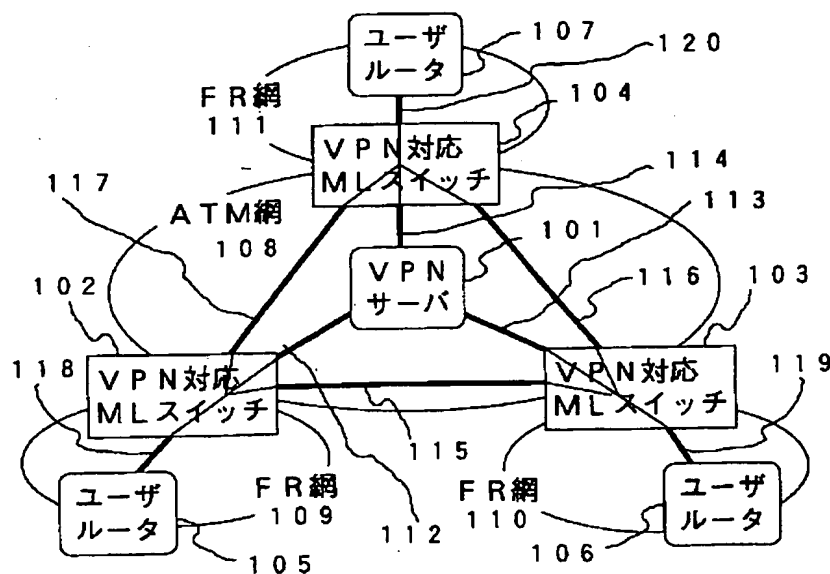 ユーザ
ルータ
107
120
FR網
111
104
VPN対応
MLスイッチ
114
117
113
ATM網
108
101
VPN
サーバ
103
102
116
118
VPN対応
MLスイッチ
VPN対応
MLスイッチ
119
115
ユーザ
ルータ
FR網
109
FR網
110
ユーザ
ルータ
112
105
106